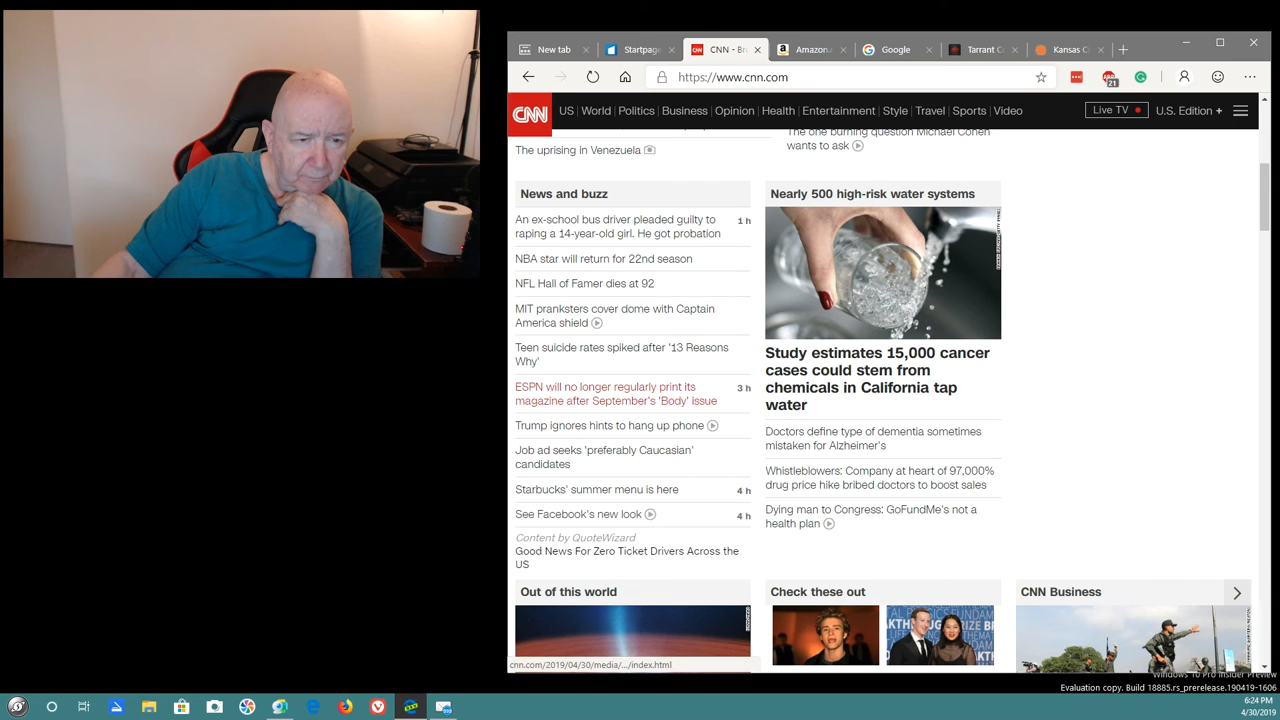 New tab
Startpage
CNN - Br
Amazon.
Google
Tarrant C
Kansas C
https://www.cnn.com
21
CNN
US World Politics Business Opinion Health Entertainment Style Travel Sports Video
Live TV
U.S. Edition +
The uprising in Venezuela
The one burning question Michael Cohen
wants to ask
News and buzz
An ex-school bus driver pleaded guilty to
raping a 14-year-old girl. He got probation
1 h
NBA star will return for 22nd season
NFL Hall of Famer dies at 92
MIT pranksters cover dome with Captain
America shield
Teen suicide rates spiked after '13 Reasons
Why'
ESPN will no longer regularly print its
magazine after September's 'Body' issue
3 h
Trump ignores hints to hang up phone
Job ad seeks 'preferably Caucasian'
candidates
Starbucks' summer menu is here
4 h
See Facebook's new look
4 h
Content by QuoteWizard
Good News For Zero Ticket Drivers Across the
US
Nearly 500 high-risk water systems
Study estimates 15,000 cancer
cases could stem from
chemicals in California tap
water
Doctors define type of dementia sometimes
mistaken for Alzheimer's
Whistleblowers: Company at heart of 97,000%
drug price hike bribed doctors to boost sales
Dying man to Congress: GoFundMe's not a
health plan
Out of this world
Check these out
CNN Business
cnn.com/2019/04/30/media/.../index.html
Windows 10 Pro Insider Preview
Evaluation copy. Build 18885.rs_prerelease.190419-1606
6:24 PM
4/30/2019